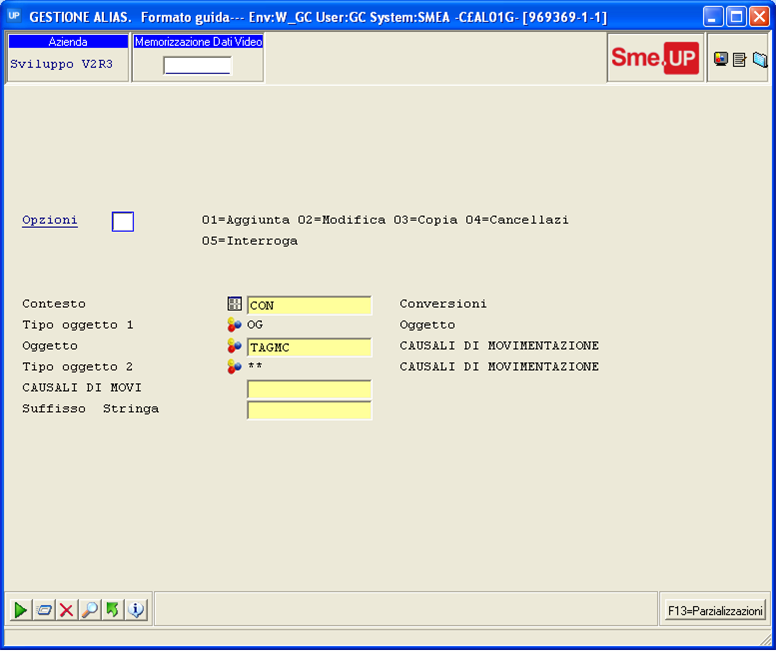 UP GESTIONE ALIAS. Formato guida--- Env:W_GC User:GC System:SMEA -C£AL01G- [969369-1-1]
Azienda
Memorizzazione Dati Video
Sviluppo V2R3
Sme.UP
Opzioni
01=Aggiunta 02=Modifica 03=Copia 04=Cancellazi
05=Interroga
Contesto CON Conversioni
Tipo oggetto 1 OG Oggetto
Oggetto TAGMC CAUSALI DI MOVIMENTAZIONE
Tipo oggetto 2 ** CAUSALI DI MOVIMENTAZIONE
CAUSALI DI MOVI
Suffisso Stringa
F13=Parzializzazioni